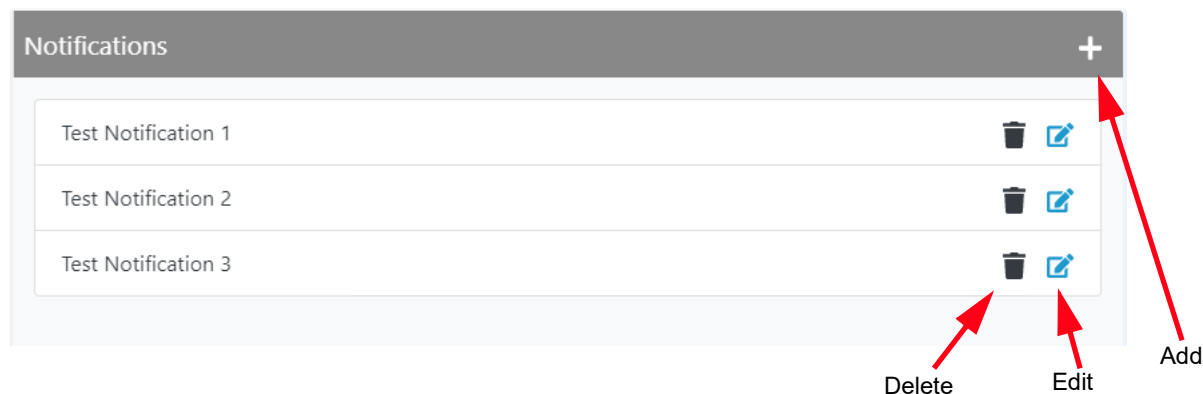 Notifications
Test Notification 1
Test Notification 2
Test Notification 3
Add
Delete
Edit